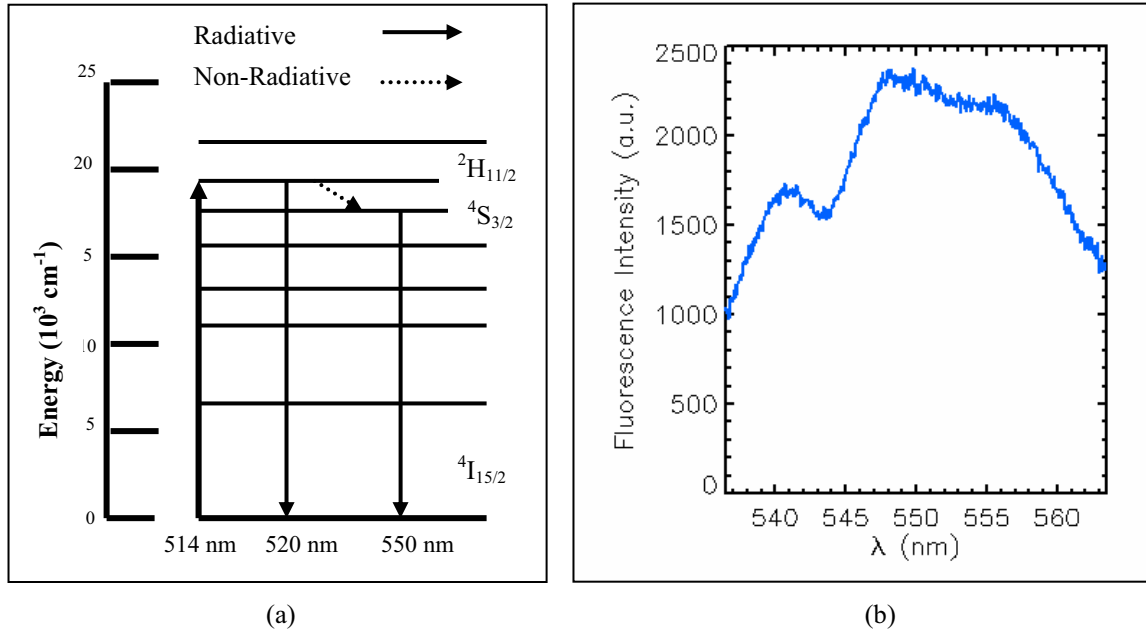 Radiative
Non-Radiative
25
20
5
10
5
0
Energy (10³ cm⁻¹)
²H₁₁/₂
⁴S₃/₂
⁴I₁₅/₂
514 nm 520 nm 550 nm
(a)
2500
2000
1500
1000
500
0
Fluorescence Intensity (a.u.)
540 545 550 555 560
λ (nm)
(b)